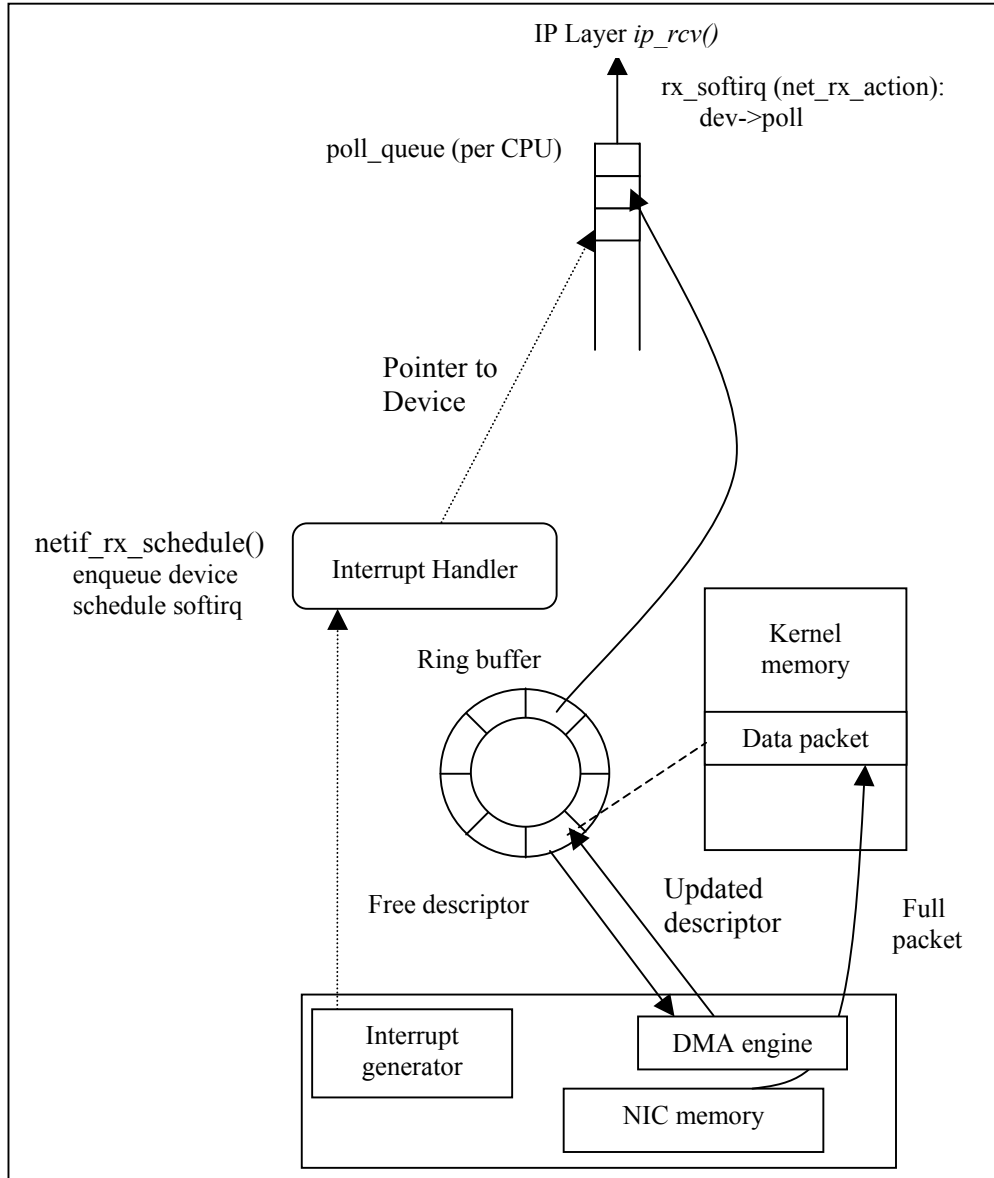 IP Layer ip_rcv()
rx_softirq (net_rx_action):
dev->poll
poll_queue (per CPU)
Pointer to
Device
netif_rx_schedule()
enqueue device
schedule softirq
Interrupt Handler
Ring buffer
Kernel
memory
Data packet
Free descriptor
Updated
descriptor
Full
packet
Interrupt
generator
DMA engine
NIC memory